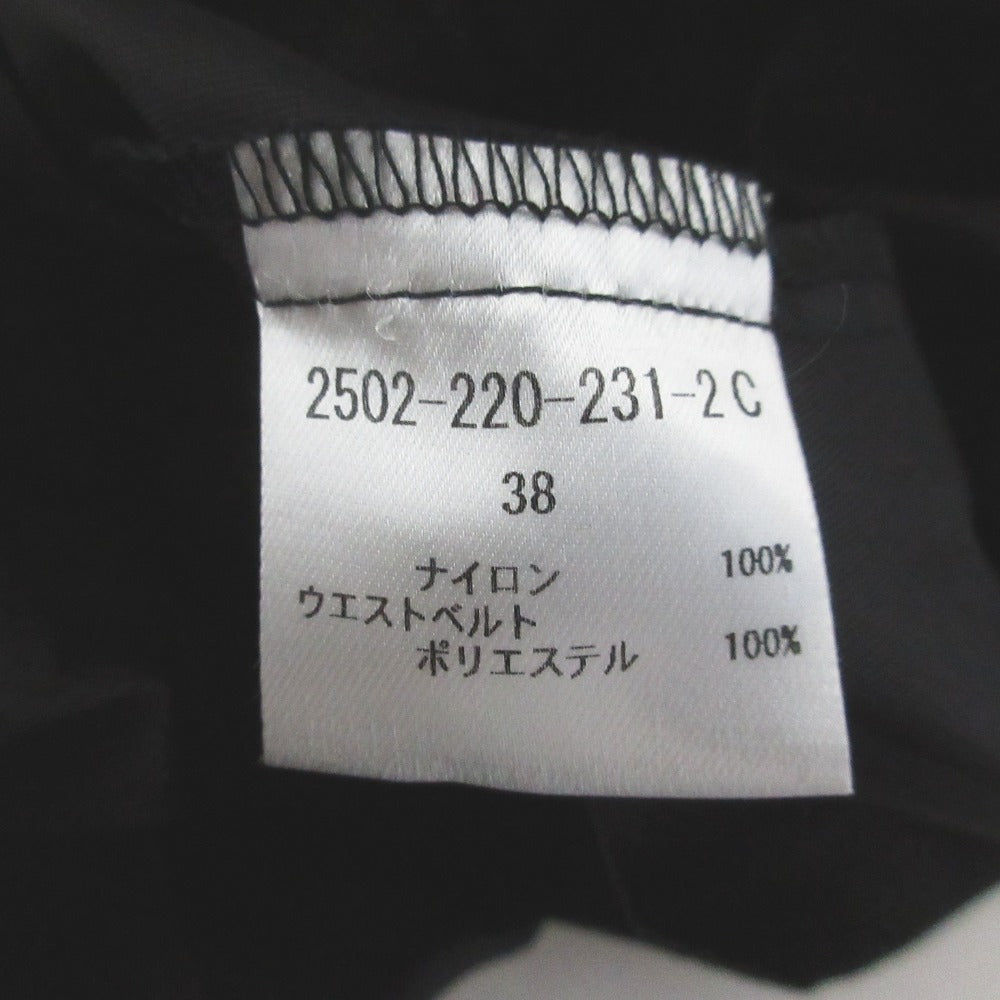 2502-220-231-2C
38
ナイロン 100%
ウエストベルト
ポリエステル 100%